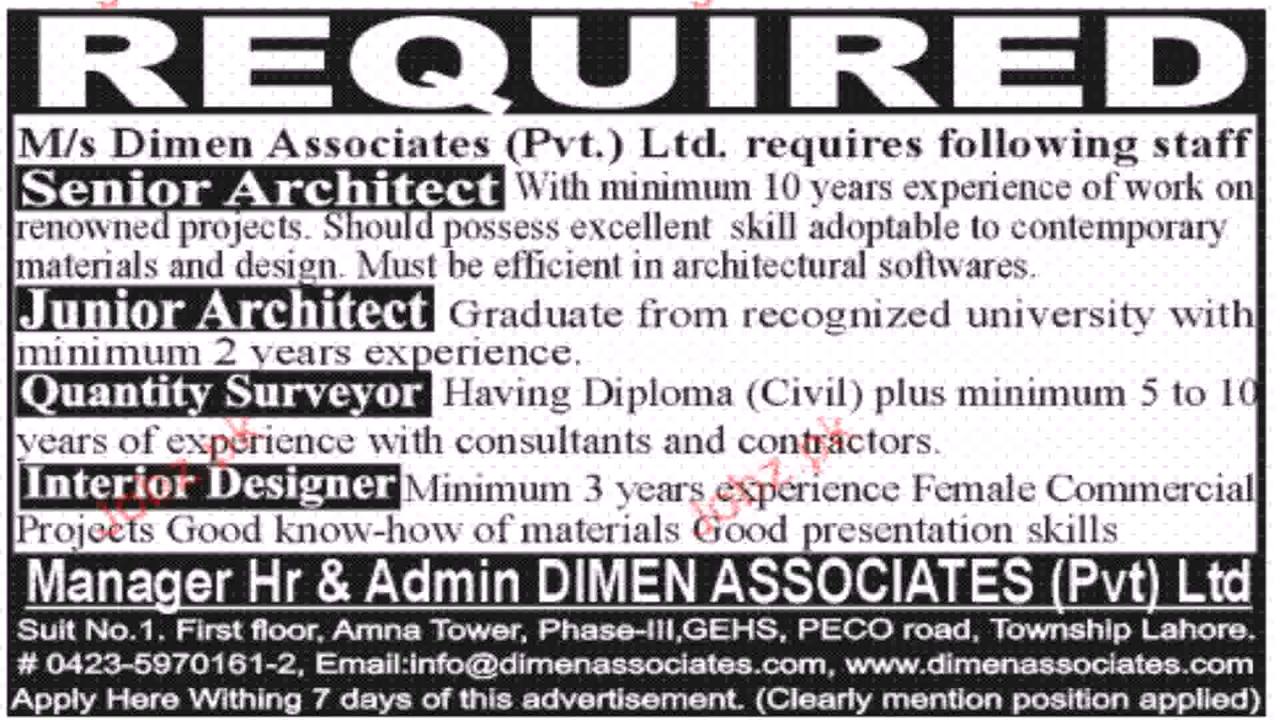 REQUIRED
M/s Dimen Associates (Pvt.) Ltd. requires following staff
Senior Architect With minimum 10 years experience of work on
renowned projects. Should possess excellent skill adoptable to contemporary
materials and design. Must be efficient in architectural softwares.
Junior Architect Graduate from recognized university with
minimum 2 years experience.
Quantity Surveyor Having Diploma (Civil) plus minimum 5 to 10
years of experience with consultants and contractors.
Interior Designer Minimum 3 years experience Female Commercial
Projects Good know-how of materials Good presentation skills
Jobz.pk
Jobz.pk
Manager Hr & Admin DIMEN ASSOCIATES (Pvt) Ltd
Suit No.1. First floor, Amna Tower, Phase-III,GEHS, PECO road, Township Lahore.
# 0423-5970161-2, Email:info@dimenassociates.com, www.dimenassociates.com
Apply Here Withing 7 days of this advertisement. (Clearly mention position applied)